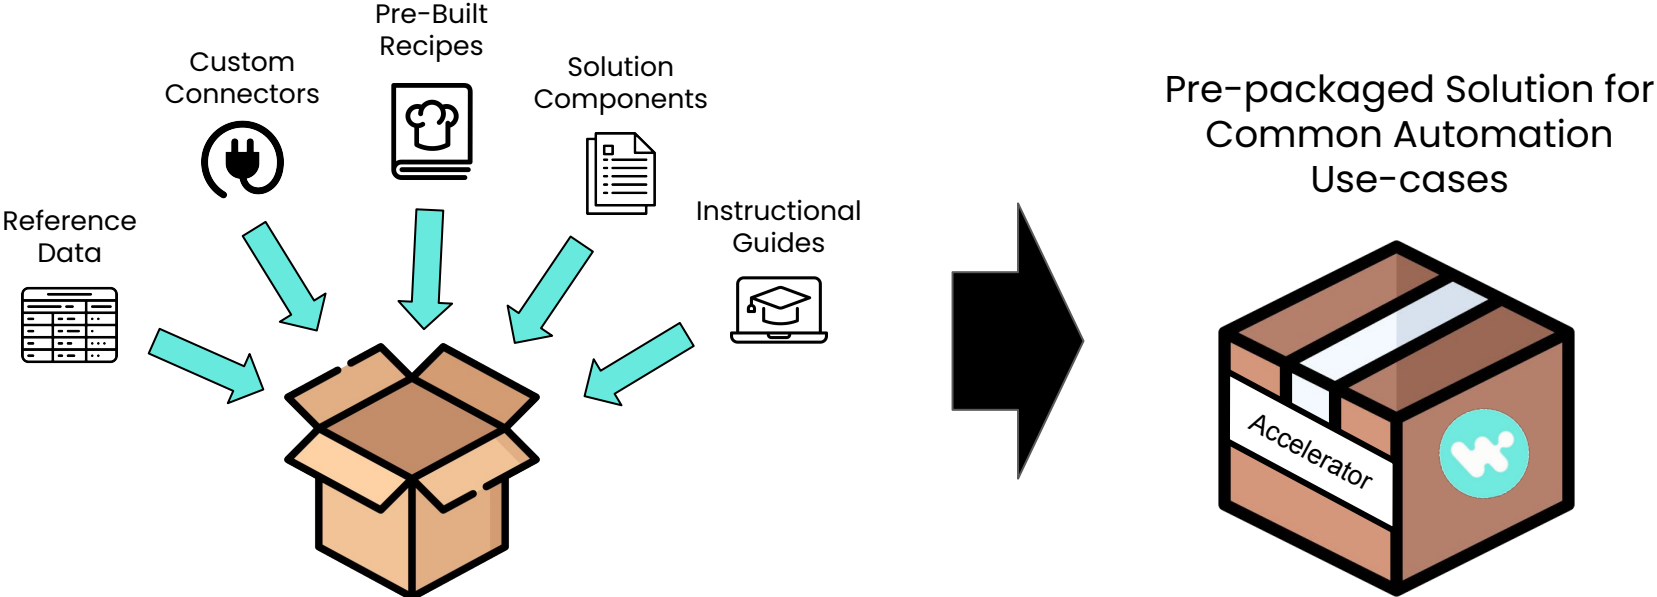 Pre-Built
Recipes
Custom
Connectors
Solution
Components
Reference
Data
Instructional
Guides
Pre-packaged Solution for
Common Automation
Use-cases
Accelerator